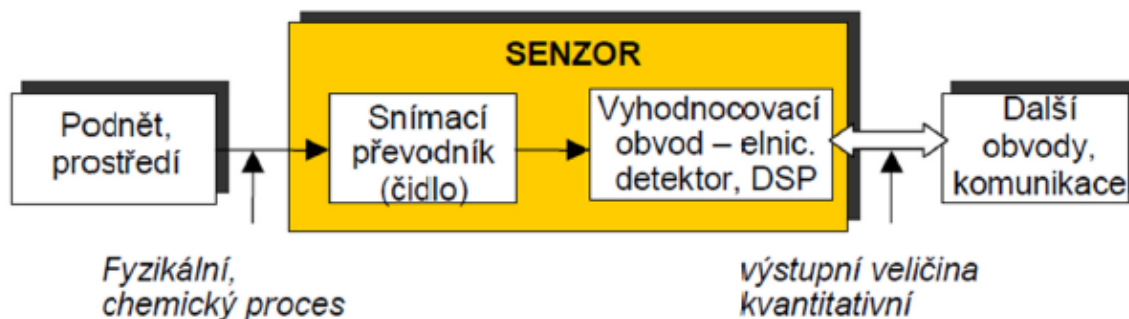 SENZOR
Podnět,
prostředí
Snímací
převodník
(čidlo)
Vyhodnocovací
obvod – elnic.
detektor, DSP
Další
obvody,
komunikace
Fyzikální,
chemický proces
výstupní veličina
kvantitativní